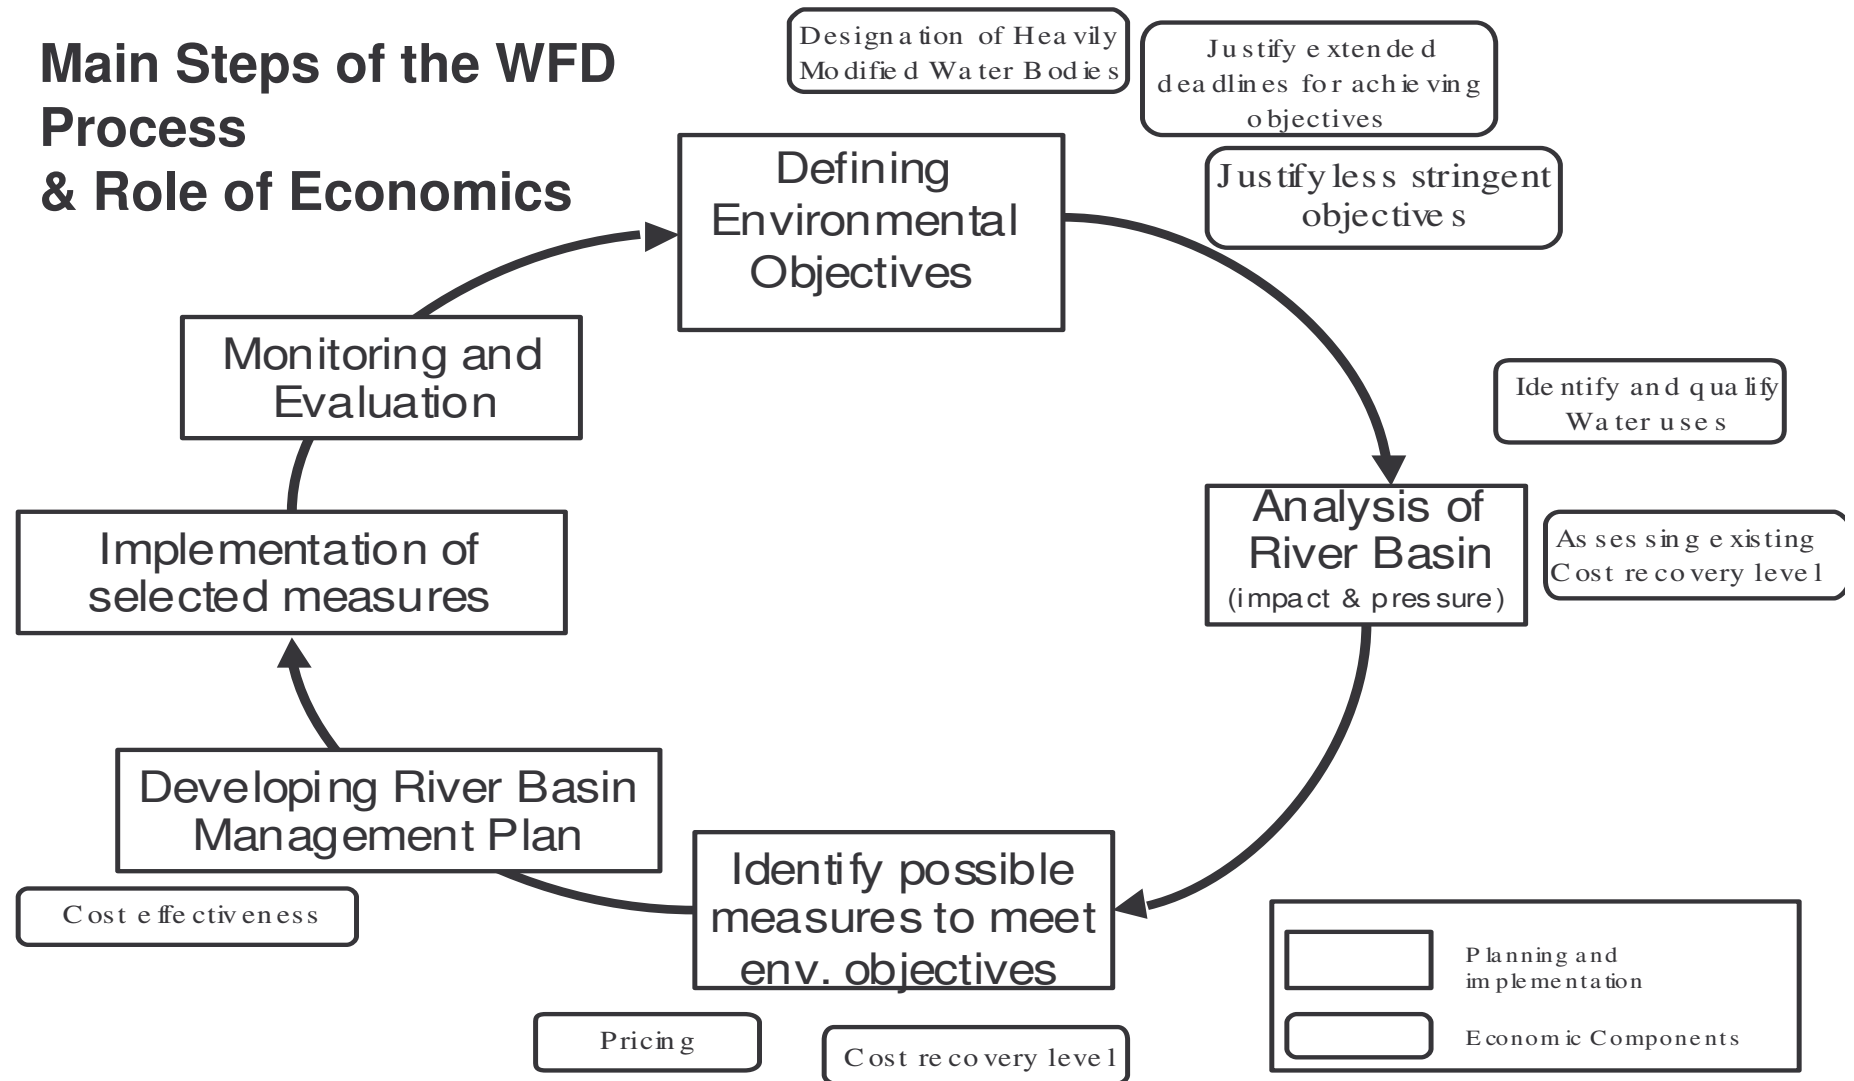 Main Steps of the WFD
Process
& Role of Economics
Designation of Heavily
Modified Water Bodies
Justify extended
deadlines for achieving
objectives
Justify less stringent
objectives
Defining
Environmental
Objectives
Monitoring and
Evaluation
Identify and qualify
Water uses
Analysis of
River Basin
(impact & pressure)
Assessing existing
Cost recovery level
Implementation of
selected measures
Developing River Basin
Management Plan
Identify possible
measures to meet
env. objectives
Cost effectiveness
Pricing
Cost recovery level
Planning and
implementation
Economic Components